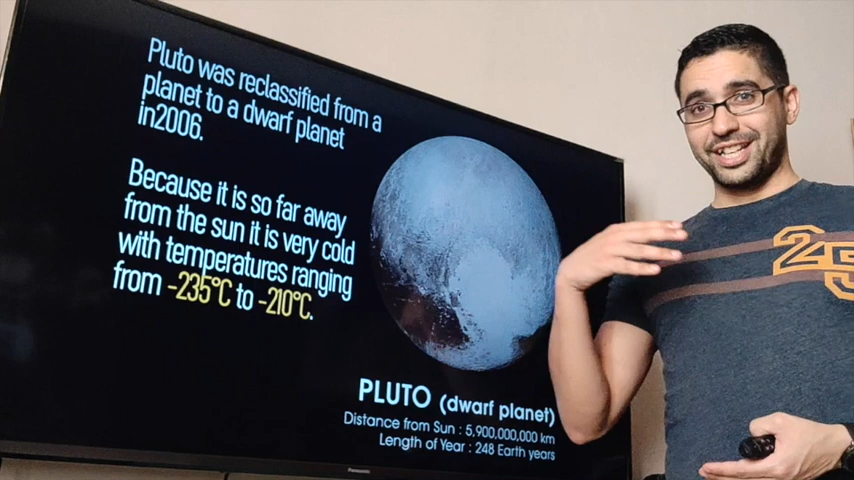 Pluto was reclassified from a
planet to a dwarf planet
in2006.
Because it is so far away
from the sun it is very cold
with temperatures ranging
from -235°C to -210°C.
PLUTO (dwarf planet)
Distance from Sun : 5,900,000,000 km
Length of Year : 248 Earth years
Panasonic
25